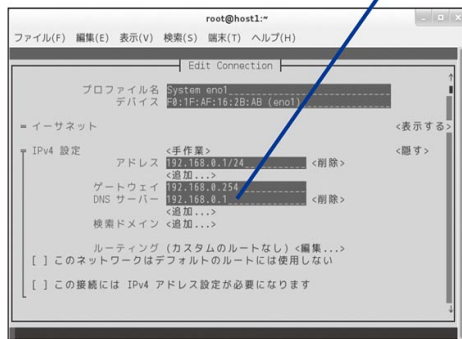 root@host1:~
ファイル(F) 編集(E) 表示(V) 検索(S) 端末(T) ヘルプ(H)
Edit Connection
プロファイル名 System eno1
デバイス F0:1F:AF:16:2B:AB (eno1)
= イーサネット <表示する>
= IPv4 設定 <手作業> <隠す>
アドレス 192.168.0.1/24 <削除>
<追加...>
ゲートウェイ 192.168.0.254
DNS サーバー 192.168.0.1 <削除>
<追加...>
検索ドメイン <追加...>
ルーティング (カスタムのルートなし) <編集...>
[ ] このネットワークはデフォルトのルートには使用しない
[ ] この接続には IPv4 アドレス設定が必要になります